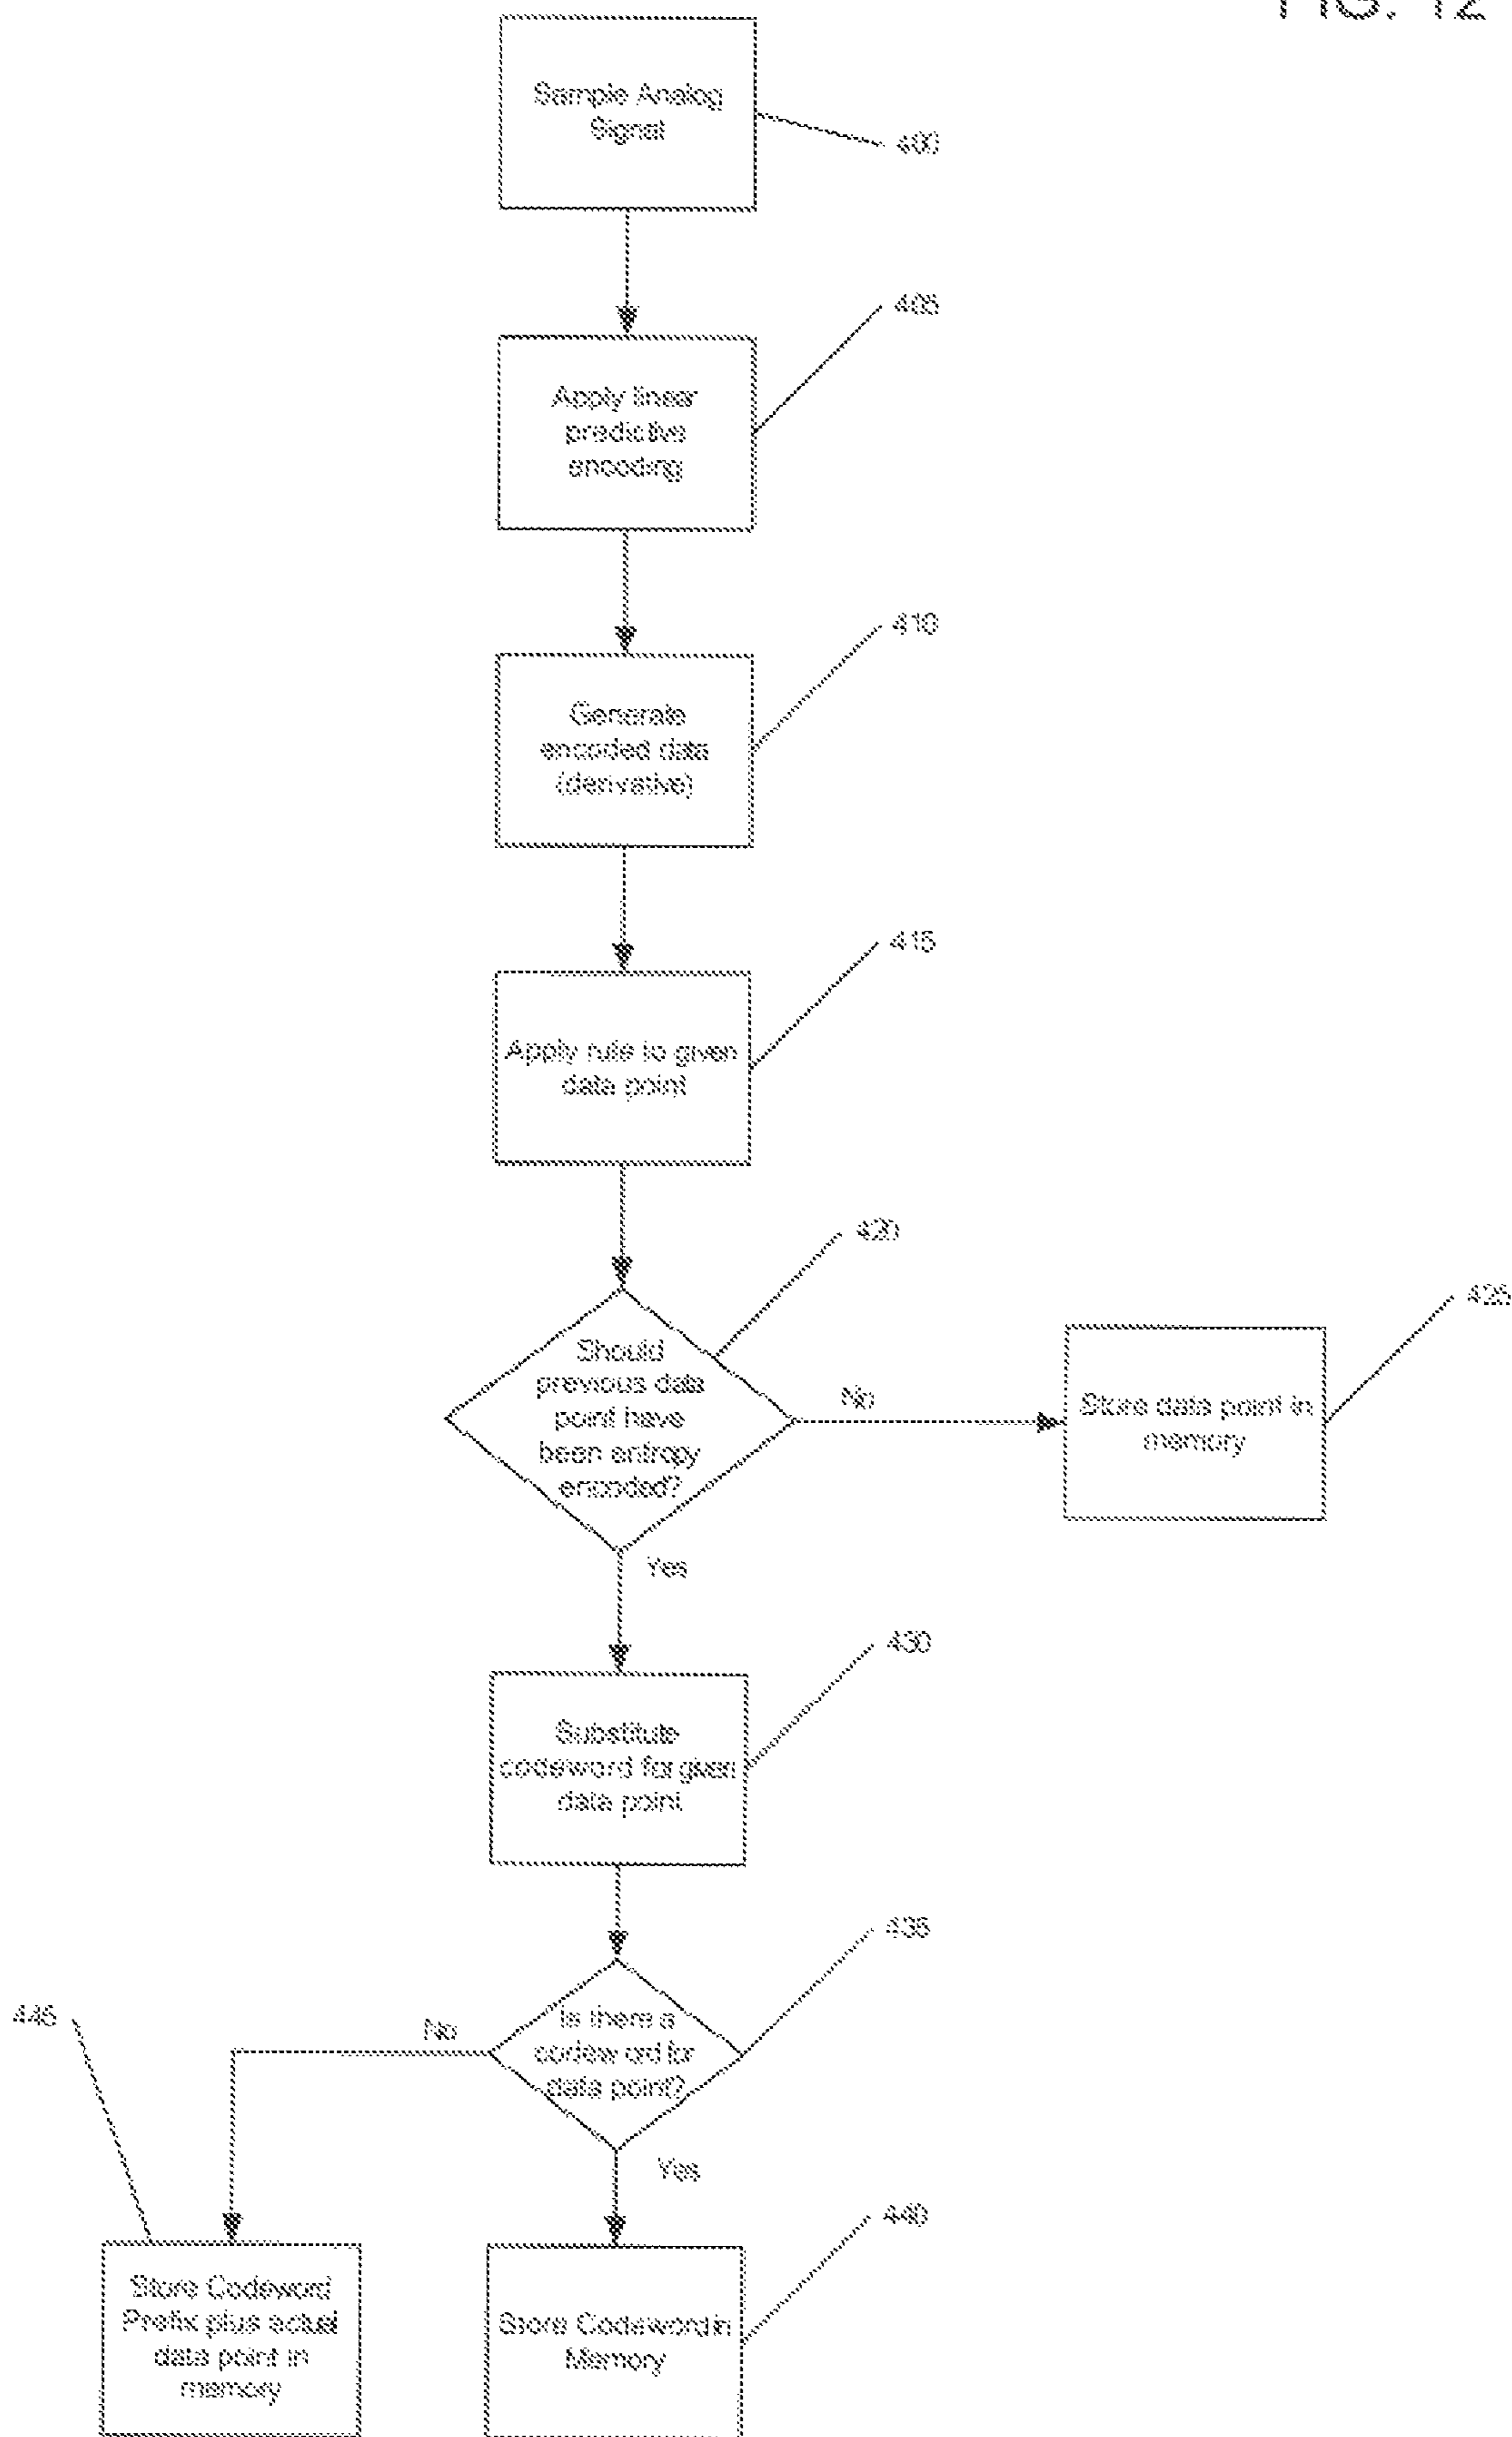 FIG. 12
Sample Analog
Signal
400
405
Apply linear
predictive
encoding
410
Generate
encoded data
(derivative)
415
Apply rule to given
data point
420
425
Should
previous data
point have
been entropy
encoded?
No
Store data point in
memory
Yes
430
Substitute
codeword for given
data point
435
445
No
Is there a
codeword for
data point?
Yes
440
Store Codeword
Prefix plus actual
data point in
memory
Store Codeword in
Memory